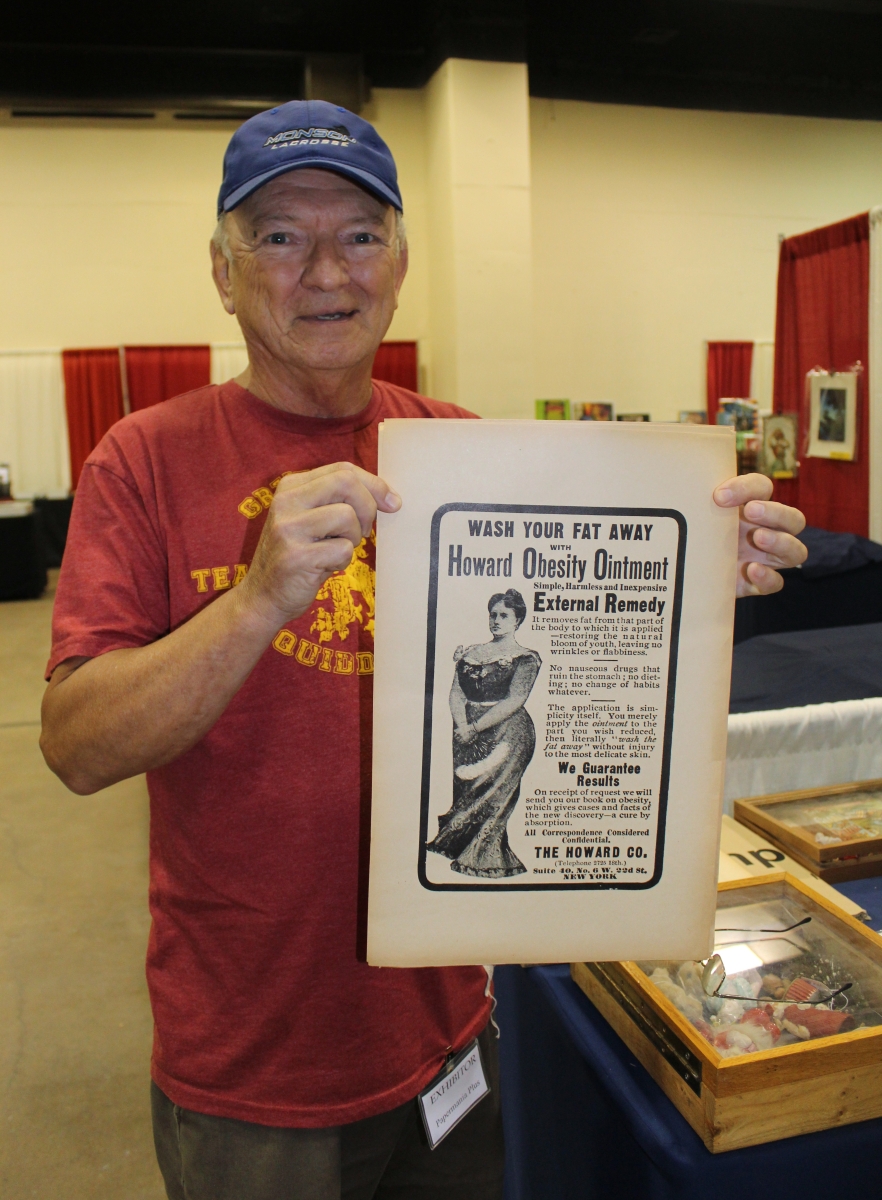 MONSON
LACROSSE
GRY
TEA
QUIDD
WASH YOUR FAT AWAY
WITH
Howard Obesity Ointment
Simple, Harmless and Inexpensive
External Remedy
It removes fat from that part of
the body to which it is applied
—restoring the natural
bloom of youth, leaving no
wrinkles or flabbiness.
No nauseous drugs that
ruin the stomach; no diet-
ing; no change of habits
whatever.
The application is sim-
plicity itself. You merely
apply the ointment to the
part you wish reduced,
then literally "wash the
fat away" without injury
to the most delicate skin.
We Guarantee
Results
On receipt of request we will
send you our book on obesity,
which gives cases and facts of
the new discovery—a cure by
absorption.
All Correspondence Considered
Confidential.
THE HOWARD CO.
(Telephone 2725 18th.)
Suite 40, No. 6 W. 22d St.,
NEW YORK
EXHIBITOR
Papermania Plus